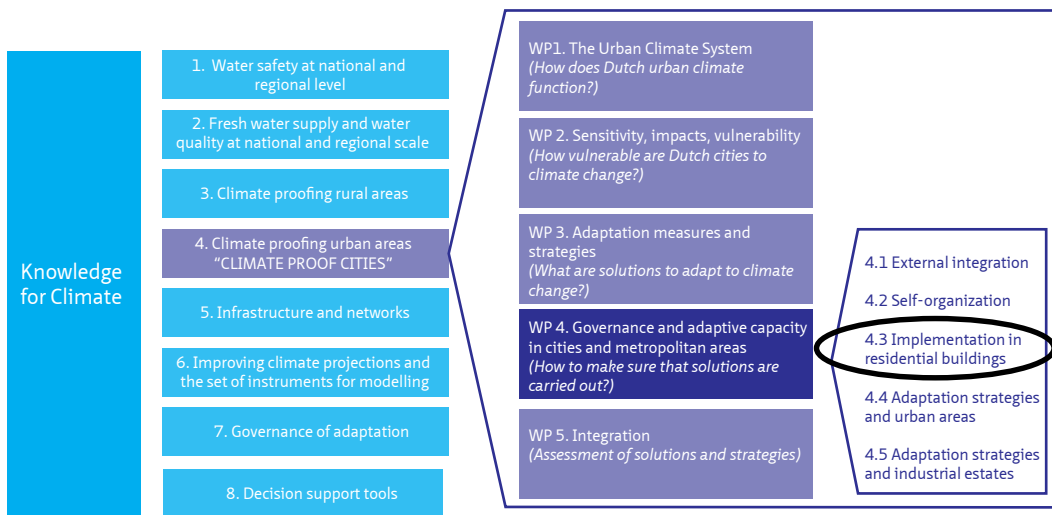 Knowledge
for Climate
1. Water safety at national and
regional level
2. Fresh water supply and water
quality at national and regional scale
3. Climate proofing rural areas
4. Climate proofing urban areas
“CLIMATE PROOF CITIES”
5. Infrastructure and networks
6. Improving climate projections and
the set of instruments for modelling
7. Governance of adaptation
8. Decision support tools
WP1. The Urban Climate System
(How does Dutch urban climate
function?)
WP 2. Sensitivity, impacts, vulnerability
(How vulnerable are Dutch cities to
climate change?)
WP 3. Adaptation measures and
strategies
(What are solutions to adapt to climate
change?)
WP 4. Governance and adaptive capacity
in cities and metropolitan areas
(How to make sure that solutions are
carried out?)
WP 5. Integration
(Assessment of solutions and strategies)
4.1 External integration
4.2 Self-organization
4.3 Implementation in
residential buildings
4.4 Adaptation strategies
and urban areas
4.5 Adaptation strategies
and industrial estates